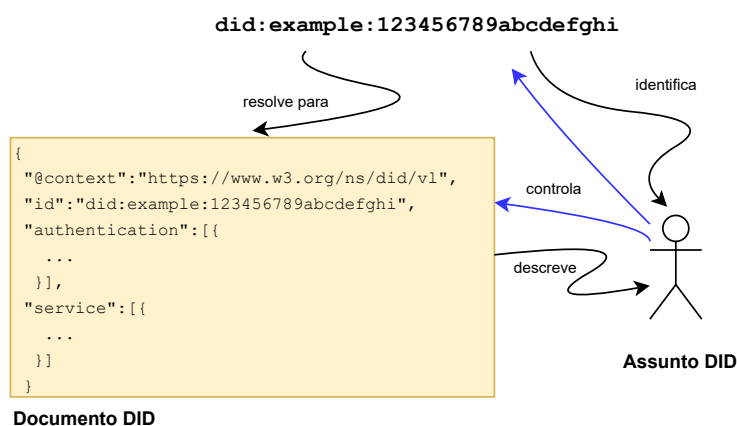 did:example:123456789abcdefghi
identifica
resolve para
{
"@context":"https://www.w3.org/ns/did/vl",
"id":"did:example:123456789abcdefghi",
"authentication":[{
...
}],
"service":[{
...
}]
}
controla
descreve
Assunto DID
Documento DID